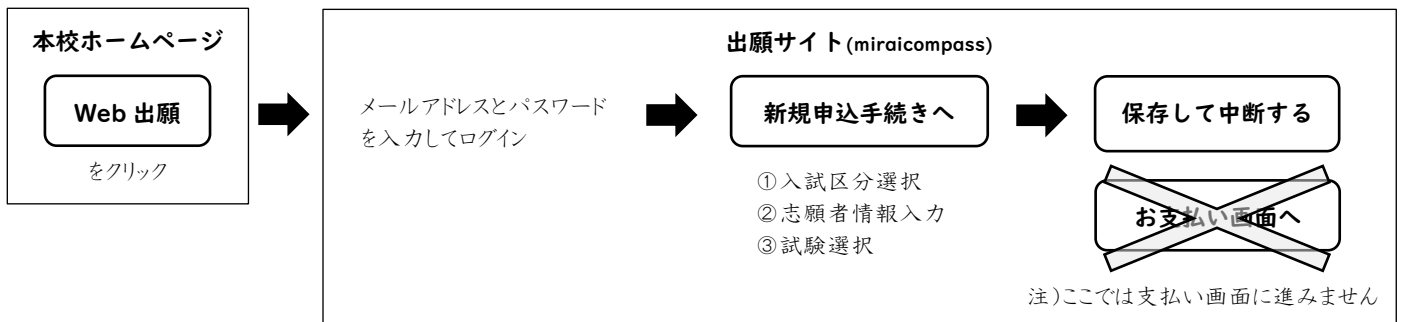 本校ホームページ
Web 出願
をクリック
メールアドレスとパスワード
を入力してログイン
出願サイト(miraicompass)
新規申込手続きへ
①入試区分選択
②志願者情報入力
③試験選択
保存して中断する
お支払い画面へ
注)ここでは支払い画面に進みません